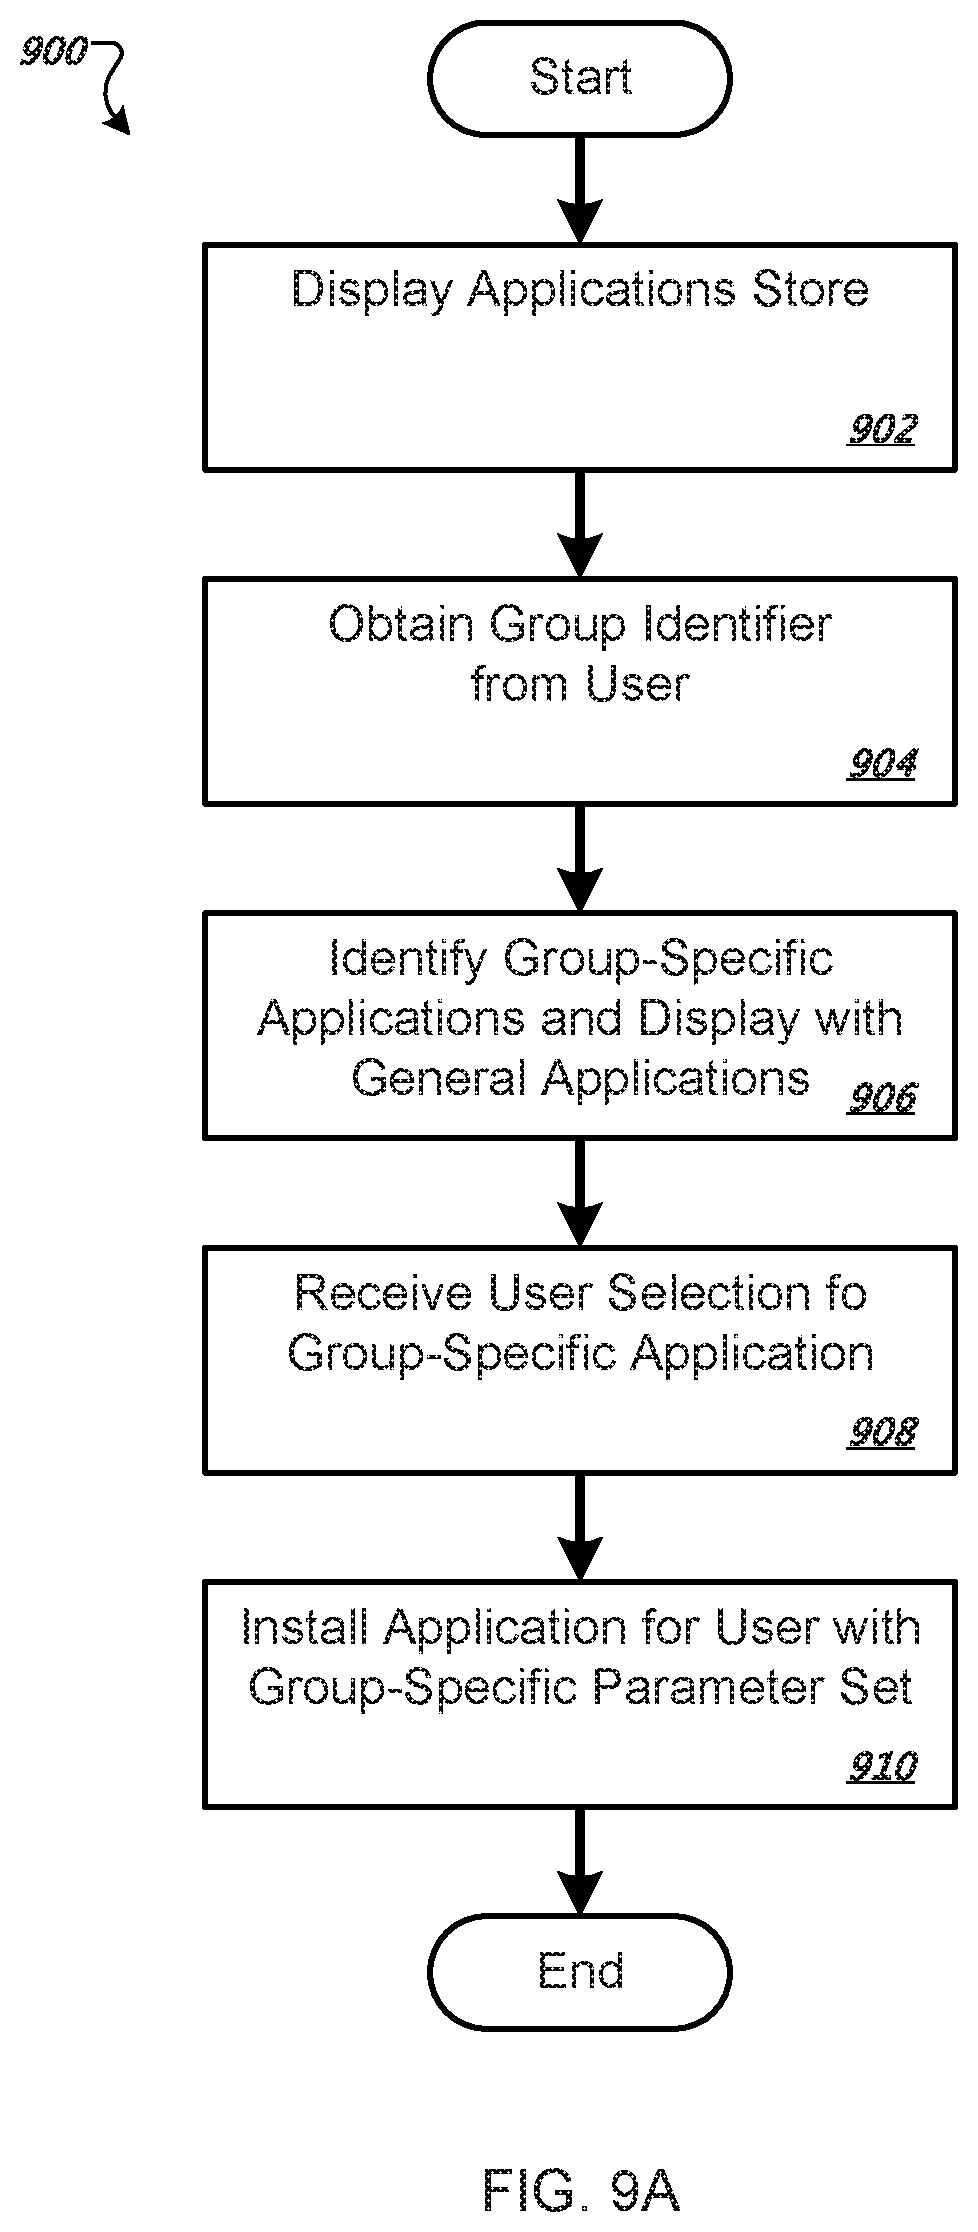 900
Start
Display Applications Store
902
Obtain Group Identifier
from User
904
Identify Group-Specific
Applications and Display with
General Applications
906
Receive User Selection fo
Group-Specific Application
908
Install Application for User with
Group-Specific Parameter Set
910
End
FIG. 9A